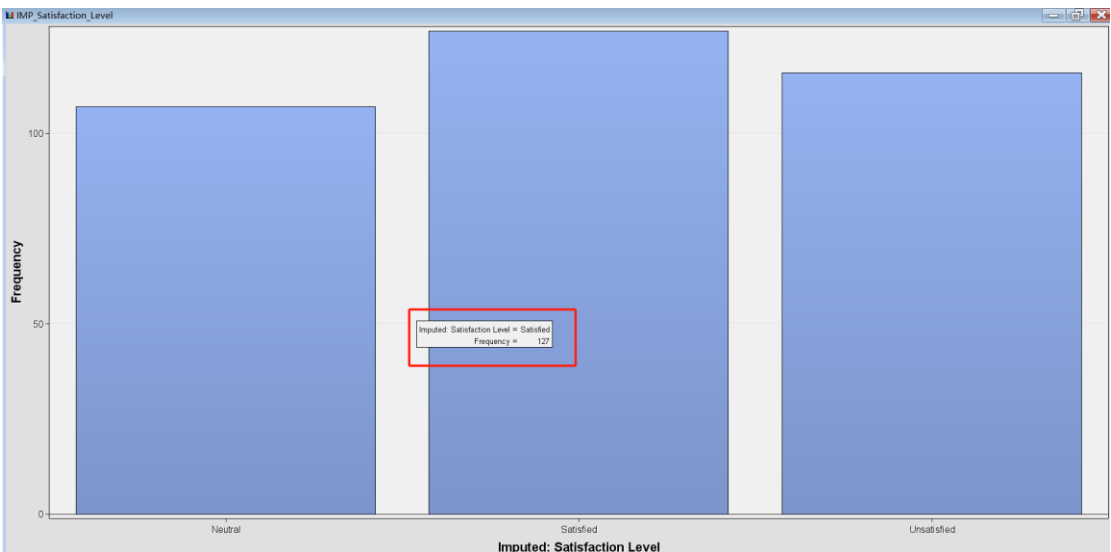 IMP_Satisfaction_Level
100
50
0
Frequency
Imputed: Satisfaction Level = Satisfied
Frequency = 127
Neutral
Satisfied
Unsatisfied
Imputed: Satisfaction Level